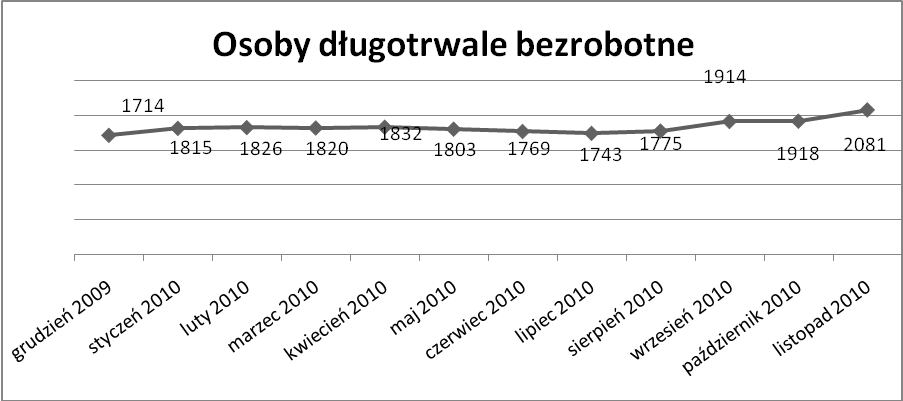 Osoby długotrwale bezrobotne
1714
1815
1826
1820
1832
1803
1769
1743
1775
1914
1918
2081
grudzień 2009
styczeń 2010
luty 2010
marzec 2010
kwiecień 2010
maj 2010
czerwiec 2010
lipiec 2010
sierpień 2010
wrzesień 2010
październik 2010
listopad 2010